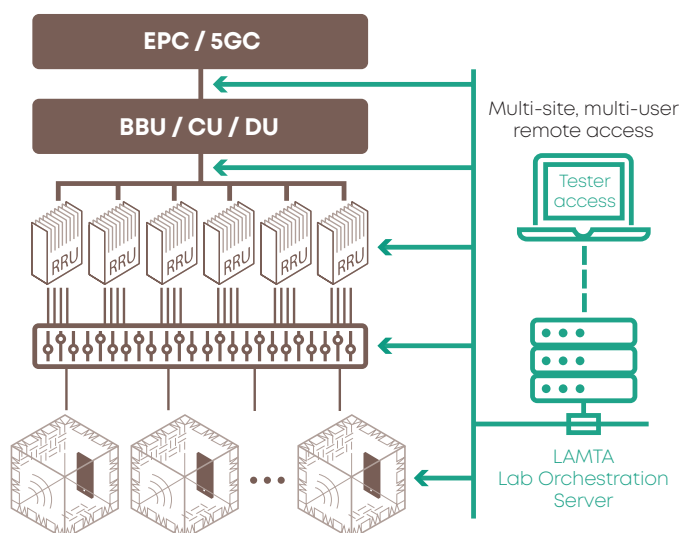 EPC / 5GC
BBU / CU / DU
Multi-site, multi-user
remote access
Tester
access
RRU
RRU
RRU
RRU
RRU
RRU
LAMTA
Lab Orchestration
Server